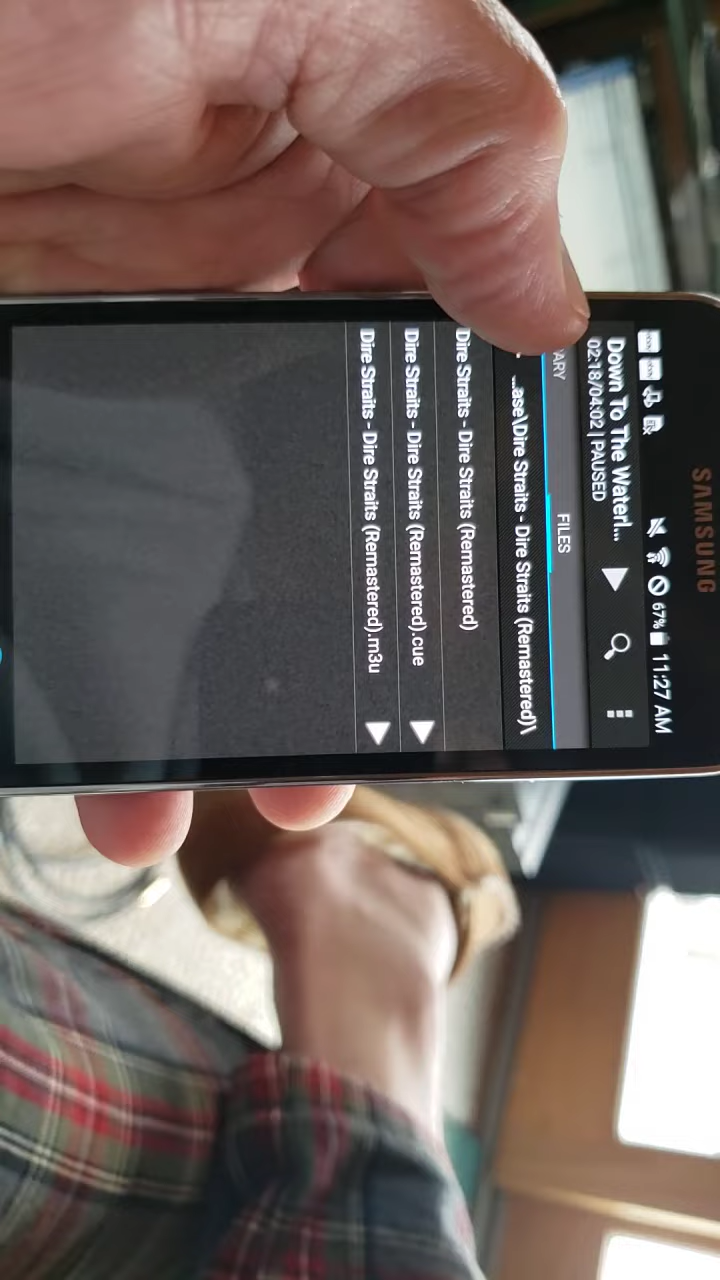 SAMSUNG
67% 11:27 AM
Down To The Waterl...
02:18/04:02 | PAUSED
ARY FILES
...ase\Dire Straits - Dire Straits (Remastered)\
Dire Straits - Dire Straits (Remastered)
Dire Straits - Dire Straits (Remastered).cue
Dire Straits - Dire Straits (Remastered).m3u